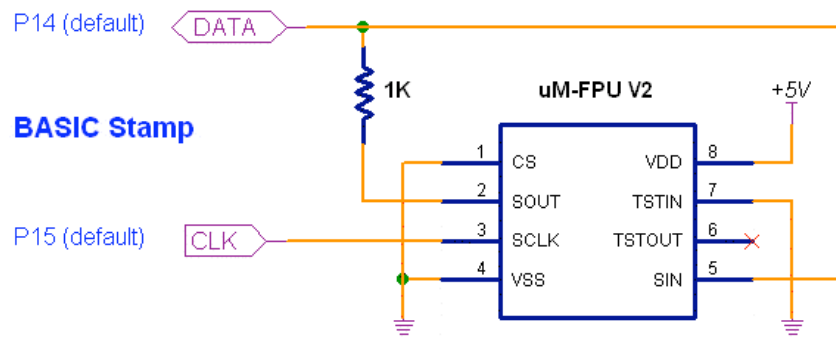 P14 (default) DATA
1K uM-FPU V2 +5V
BASIC Stamp
1 CS VDD 8
2 SOUT TSTIN 7
P15 (default) CLK 3 SCLK TSTOUT 6
4 VSS SIN 5